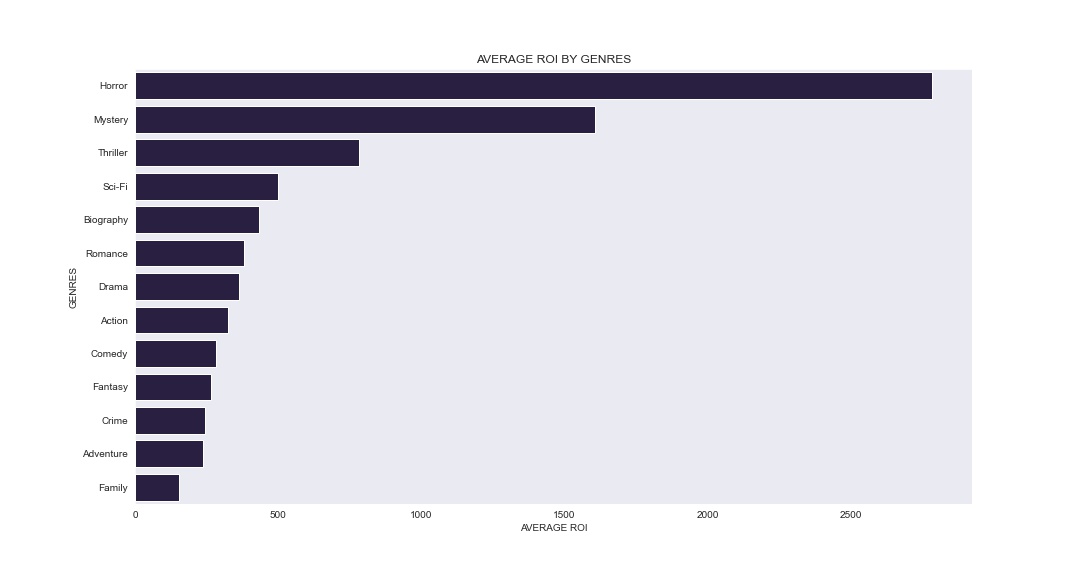 AVERAGE ROI BY GENRES
Horror
Mystery
Thriller
Sci-Fi
Biography
Romance
Drama
Action
Comedy
Fantasy
Crime
Adventure
Family
GENRES
0 500 1000 1500 2000 2500
AVERAGE ROI